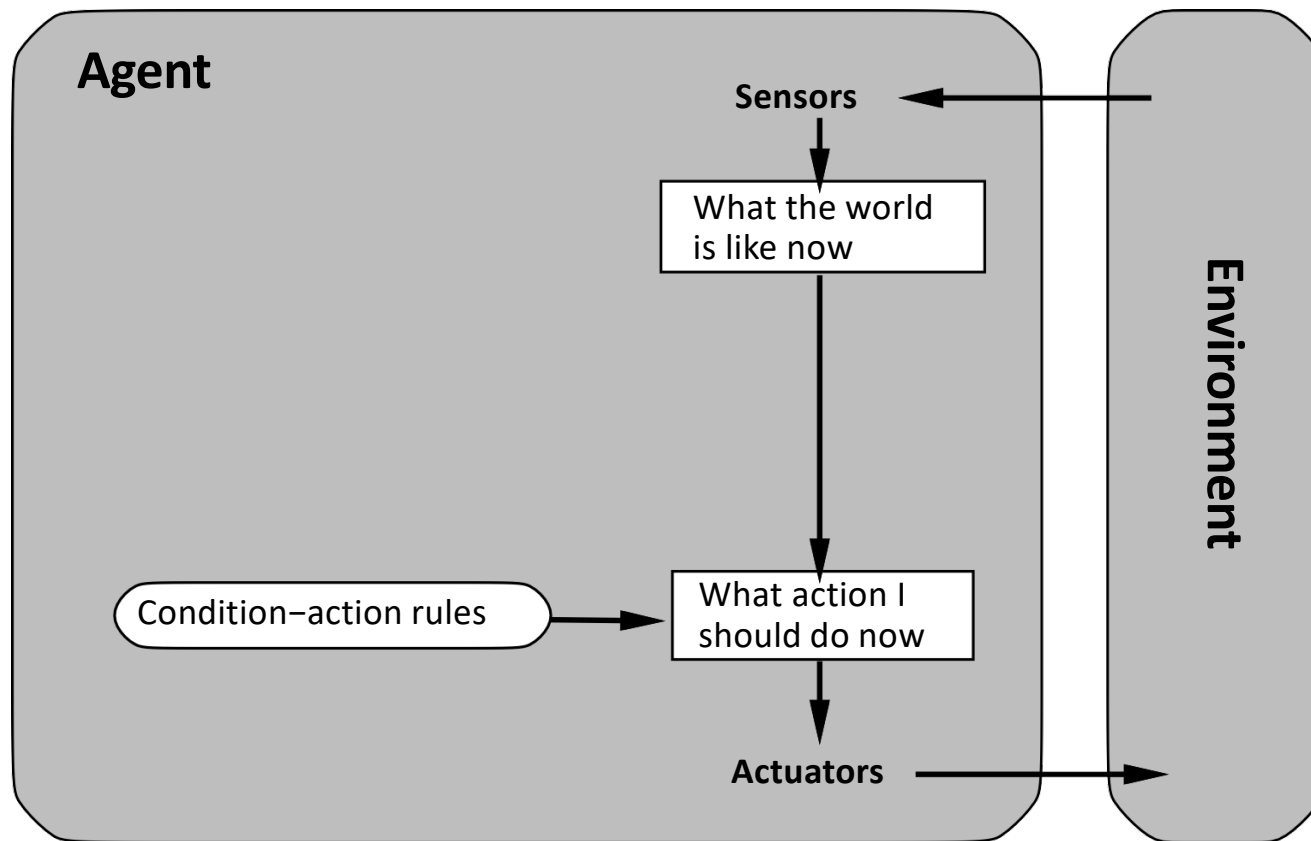 Agent
Sensors
What the world
is like now
Environment
Condition−action rules
What action I
should do now
Actuators